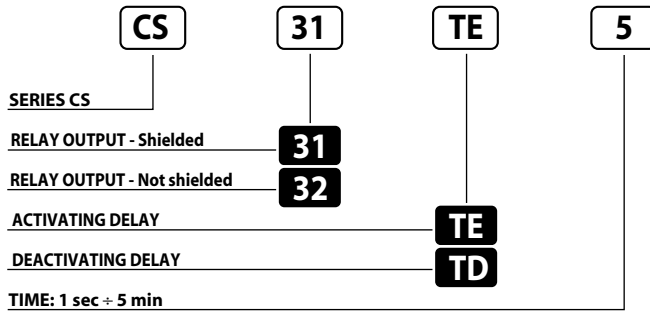 CS 31 TE 5
SERIES CS
RELAY OUTPUT - Shielded 31
RELAY OUTPUT - Not shielded 32
ACTIVATING DELAY TE
DEACTIVATING DELAY TD
TIME: 1 sec ÷ 5 min